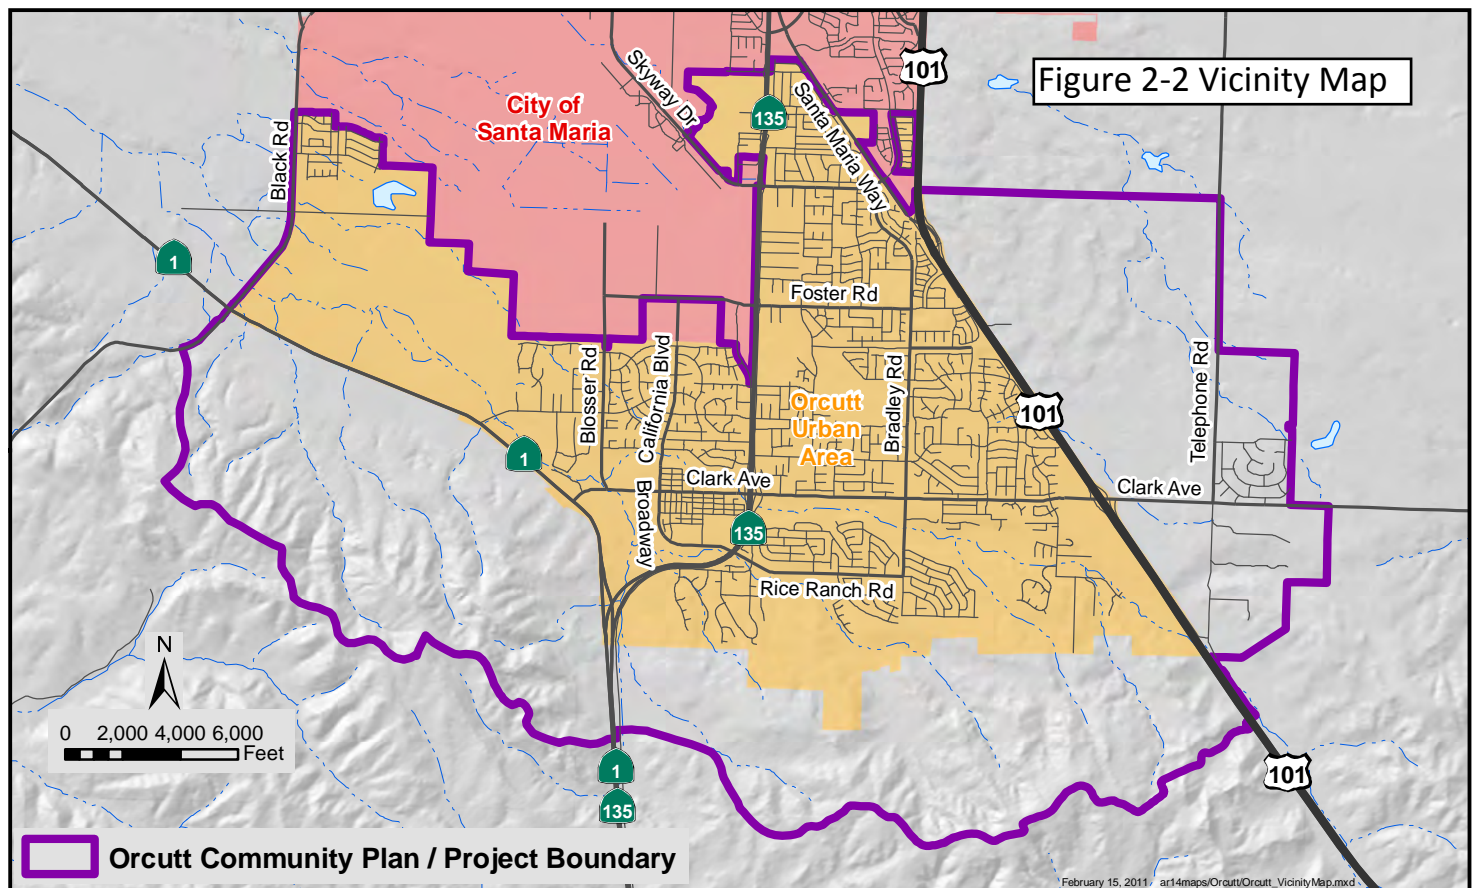 Figure 2-2 Vicinity Map
101
Skyway Dr
City of
Santa Maria
135
Santa Maria Way
Black Rd
1
Foster Rd
Blosser Rd
California Blvd
Bradley Rd
Telephone Rd
Orcutt
Urban
Area
101
1
Clark Ave
Clark Ave
Broadway
135
Rice Ranch Rd
N
0 2,000 4,000 6,000
Feet
1
135
101
Orcutt Community Plan / Project Boundary
February 15, 2011 ar14maps/Orcutt/Orcutt_VicinityMap.mxd